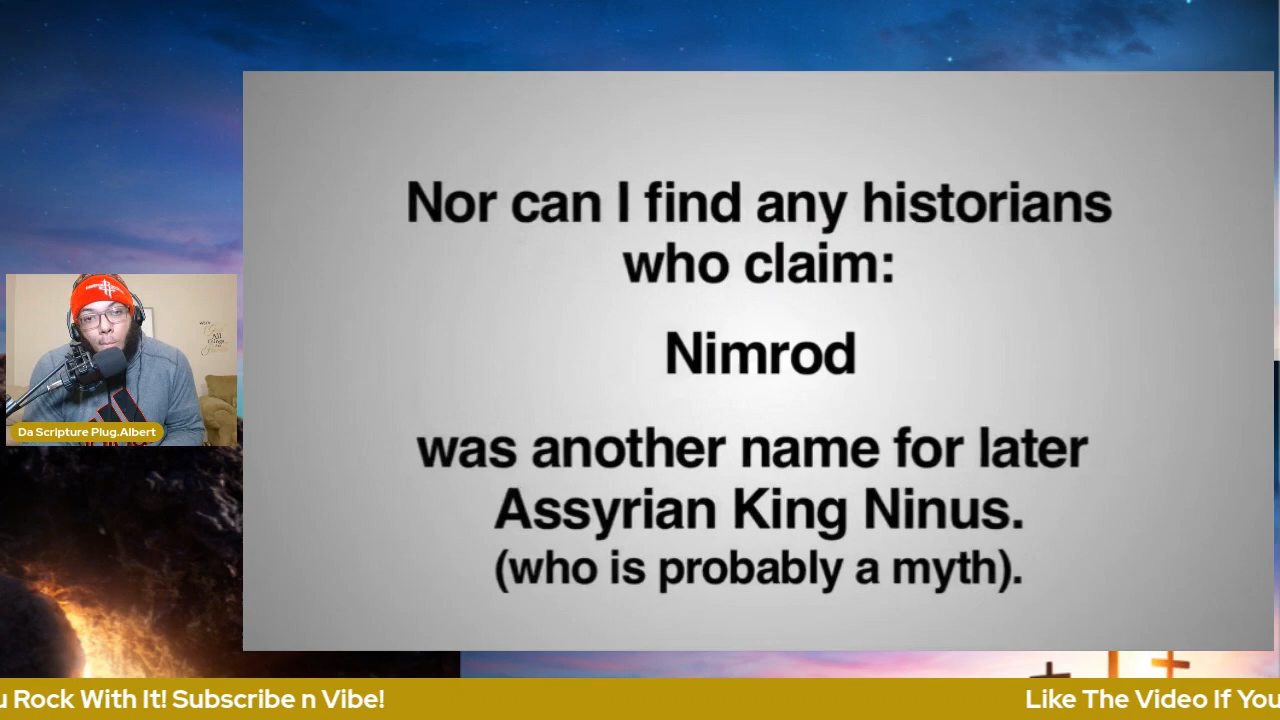 Nor can I find any historians
who claim:
Nimrod
was another name for later
Assyrian King Ninus.
(who is probably a myth).
Da Scripture Plug.Albert
u Rock With It! Subscribe n Vibe!
Like The Video If You